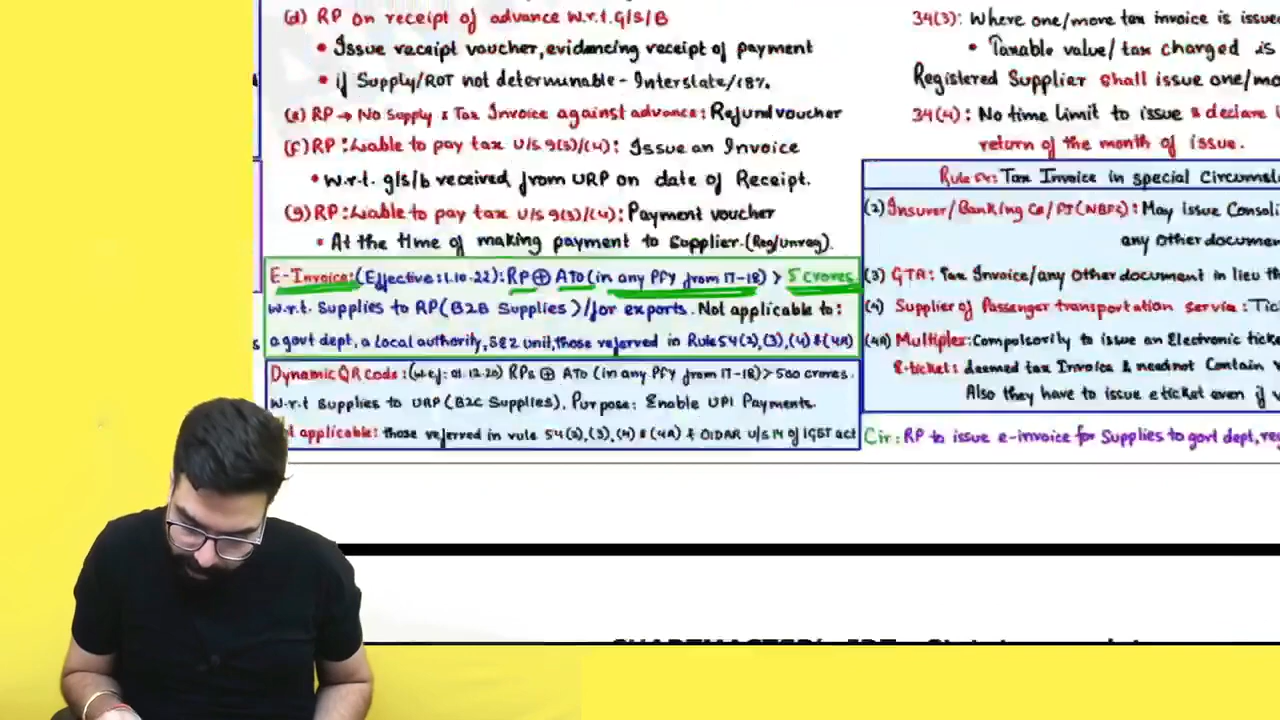 (d) RP on receipt of advance w.r.t. G/S/B
• Issue receipt voucher, evidencing receipt of payment
• if Supply/ROT not determinable - Interstate/18%.
(e) RP → No Supply & Tax Invoice against advance: Refund voucher
(f) RP: Liable to pay tax U/s 9(3)/(4): Issue an Invoice
• w.r.t. g/s/b received from URP on date of Receipt.
(g) RP: Liable to pay tax U/s 9(3)/(4): Payment voucher
• At the time of making payment to Supplier. (Reg/unreg).
E-Invoice: (Effective: 1.10.22): RP ⊕ ATO (in any PFY from 17-18) > 5 crores.
w.r.t. Supplies to RP (B2B Supplies)/for exports. Not applicable to:
a govt dept, a local authority, SEZ unit, those referred in Rule 54(2),(3),(4) & (4A)
Dynamic QR Code: (w.e.f: 01.12.20) RPs ⊕ ATO (in any PFY from 17-18) > 500 crores.
w.r.t Supplies to URP (B2C Supplies). Purpose: Enable UPI Payments.
applicable: those referred in rule 54(2),(3),(4) & (4A) & OIDAR u/s 14 of IGST act
34(3): Where one/more tax invoice is issue
• Taxable value/tax charged is
Registered Supplier shall issue one/mo
34(4): No time limit to issue & declare
return of the month of issue.
Rule 54: Tax Invoice in special Circumst
(2) Insurer/Banking Co/FI (NBFC): May issue Consoli
any other documen
(3) GTA: Tax Invoice/any other document in lieu th
(4) Supplier of Passenger transportation service: Tic
(4A) Multiplex: Compulsorily to issue an Electronic ticke
E-ticket: deemed tax Invoice & need not Contain
Also they have to issue eticket even if
Cir: RP to issue e-invoice for Supplies to govt dept, reg